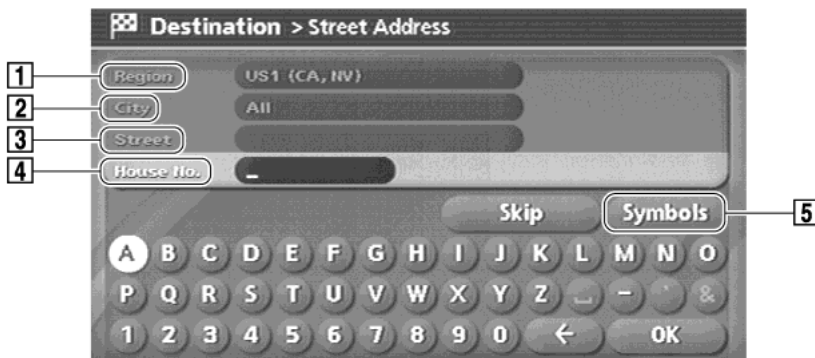 Destination > Street Address
1 Region US1 (CA, NV)
2 City All
3 Street
4 House No. _
Skip Symbols 5
A B C D E F G H I J K L M N O
P Q R S T U V W X Y Z ␣ - ' &
1 2 3 4 5 6 7 8 9 0 ← OK